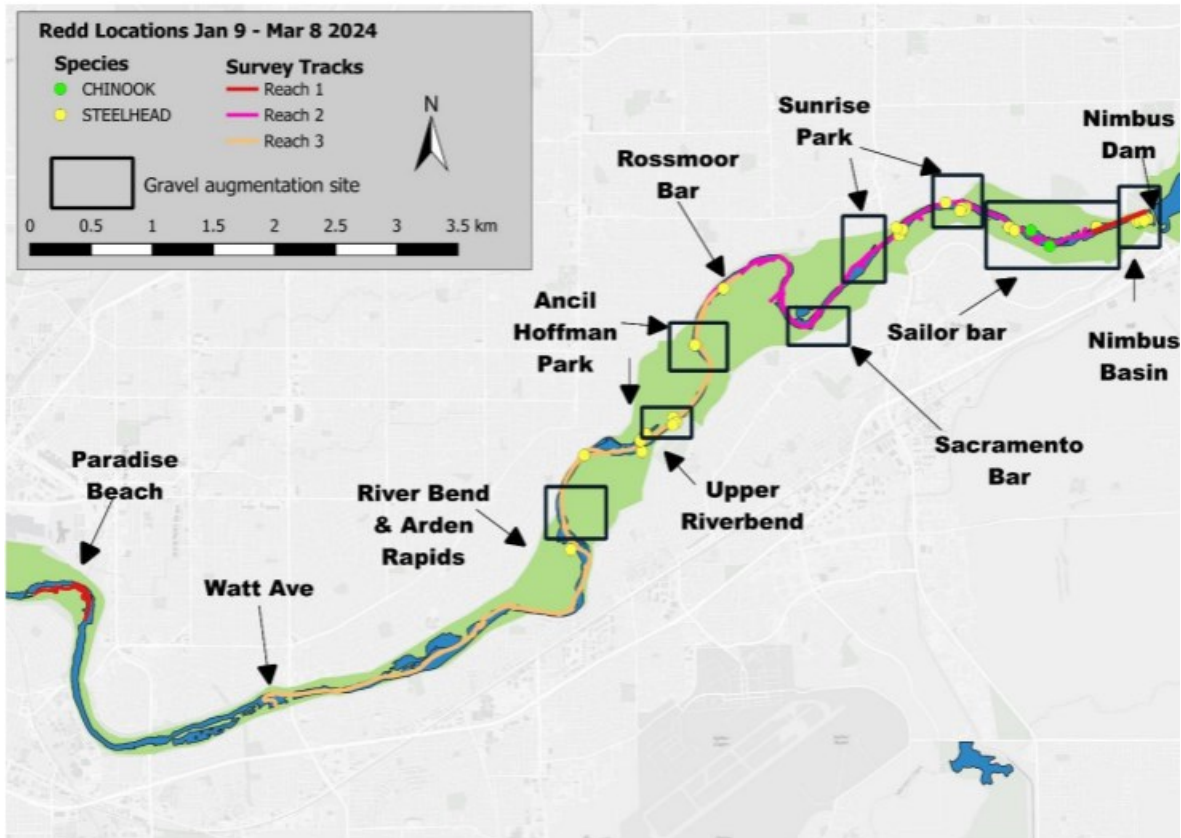 Redd Locations Jan 9 - Mar 8 2024
Species
CHINOOK
STEELHEAD
Survey Tracks
Reach 1
Reach 2
Reach 3
N
Gravel augmentation site
0 0.5 1 1.5 2 2.5 3 3.5 km
Sunrise
Park
Nimbus
Dam
Rossmoor
Bar
Ancil
Hoffman
Park
Sailor bar
Nimbus
Basin
Sacramento
Bar
Paradise
Beach
River Bend
& Arden
Rapids
Upper
Riverbend
Watt Ave